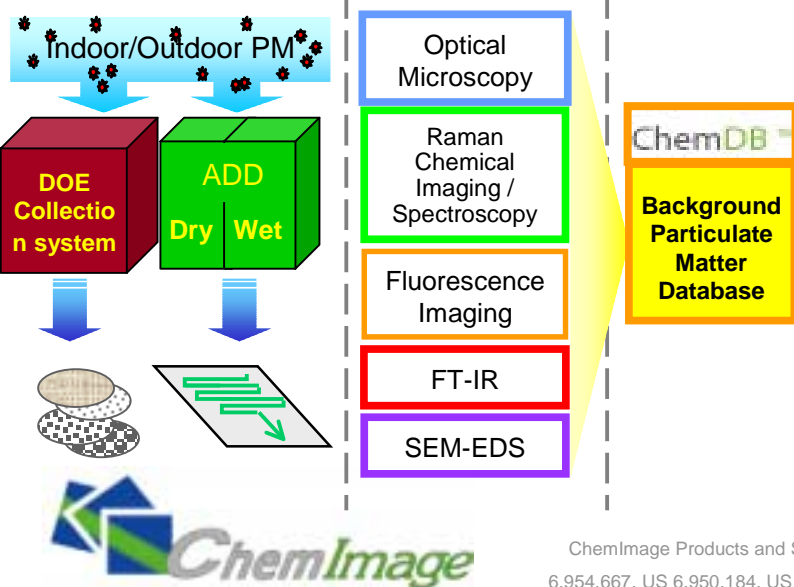 Indoor/Outdoor PM
DOE
Collectio
n system
ADD
Dry Wet
Optical
Microscopy
Raman
Chemical
Imaging /
Spectroscopy
Fluorescence
Imaging
FT-IR
SEM-EDS
ChemDB ™
Background
Particulate
Matter
Database
ChemImage
ChemImage Products and S
6,954,667, US 6,950,184, US